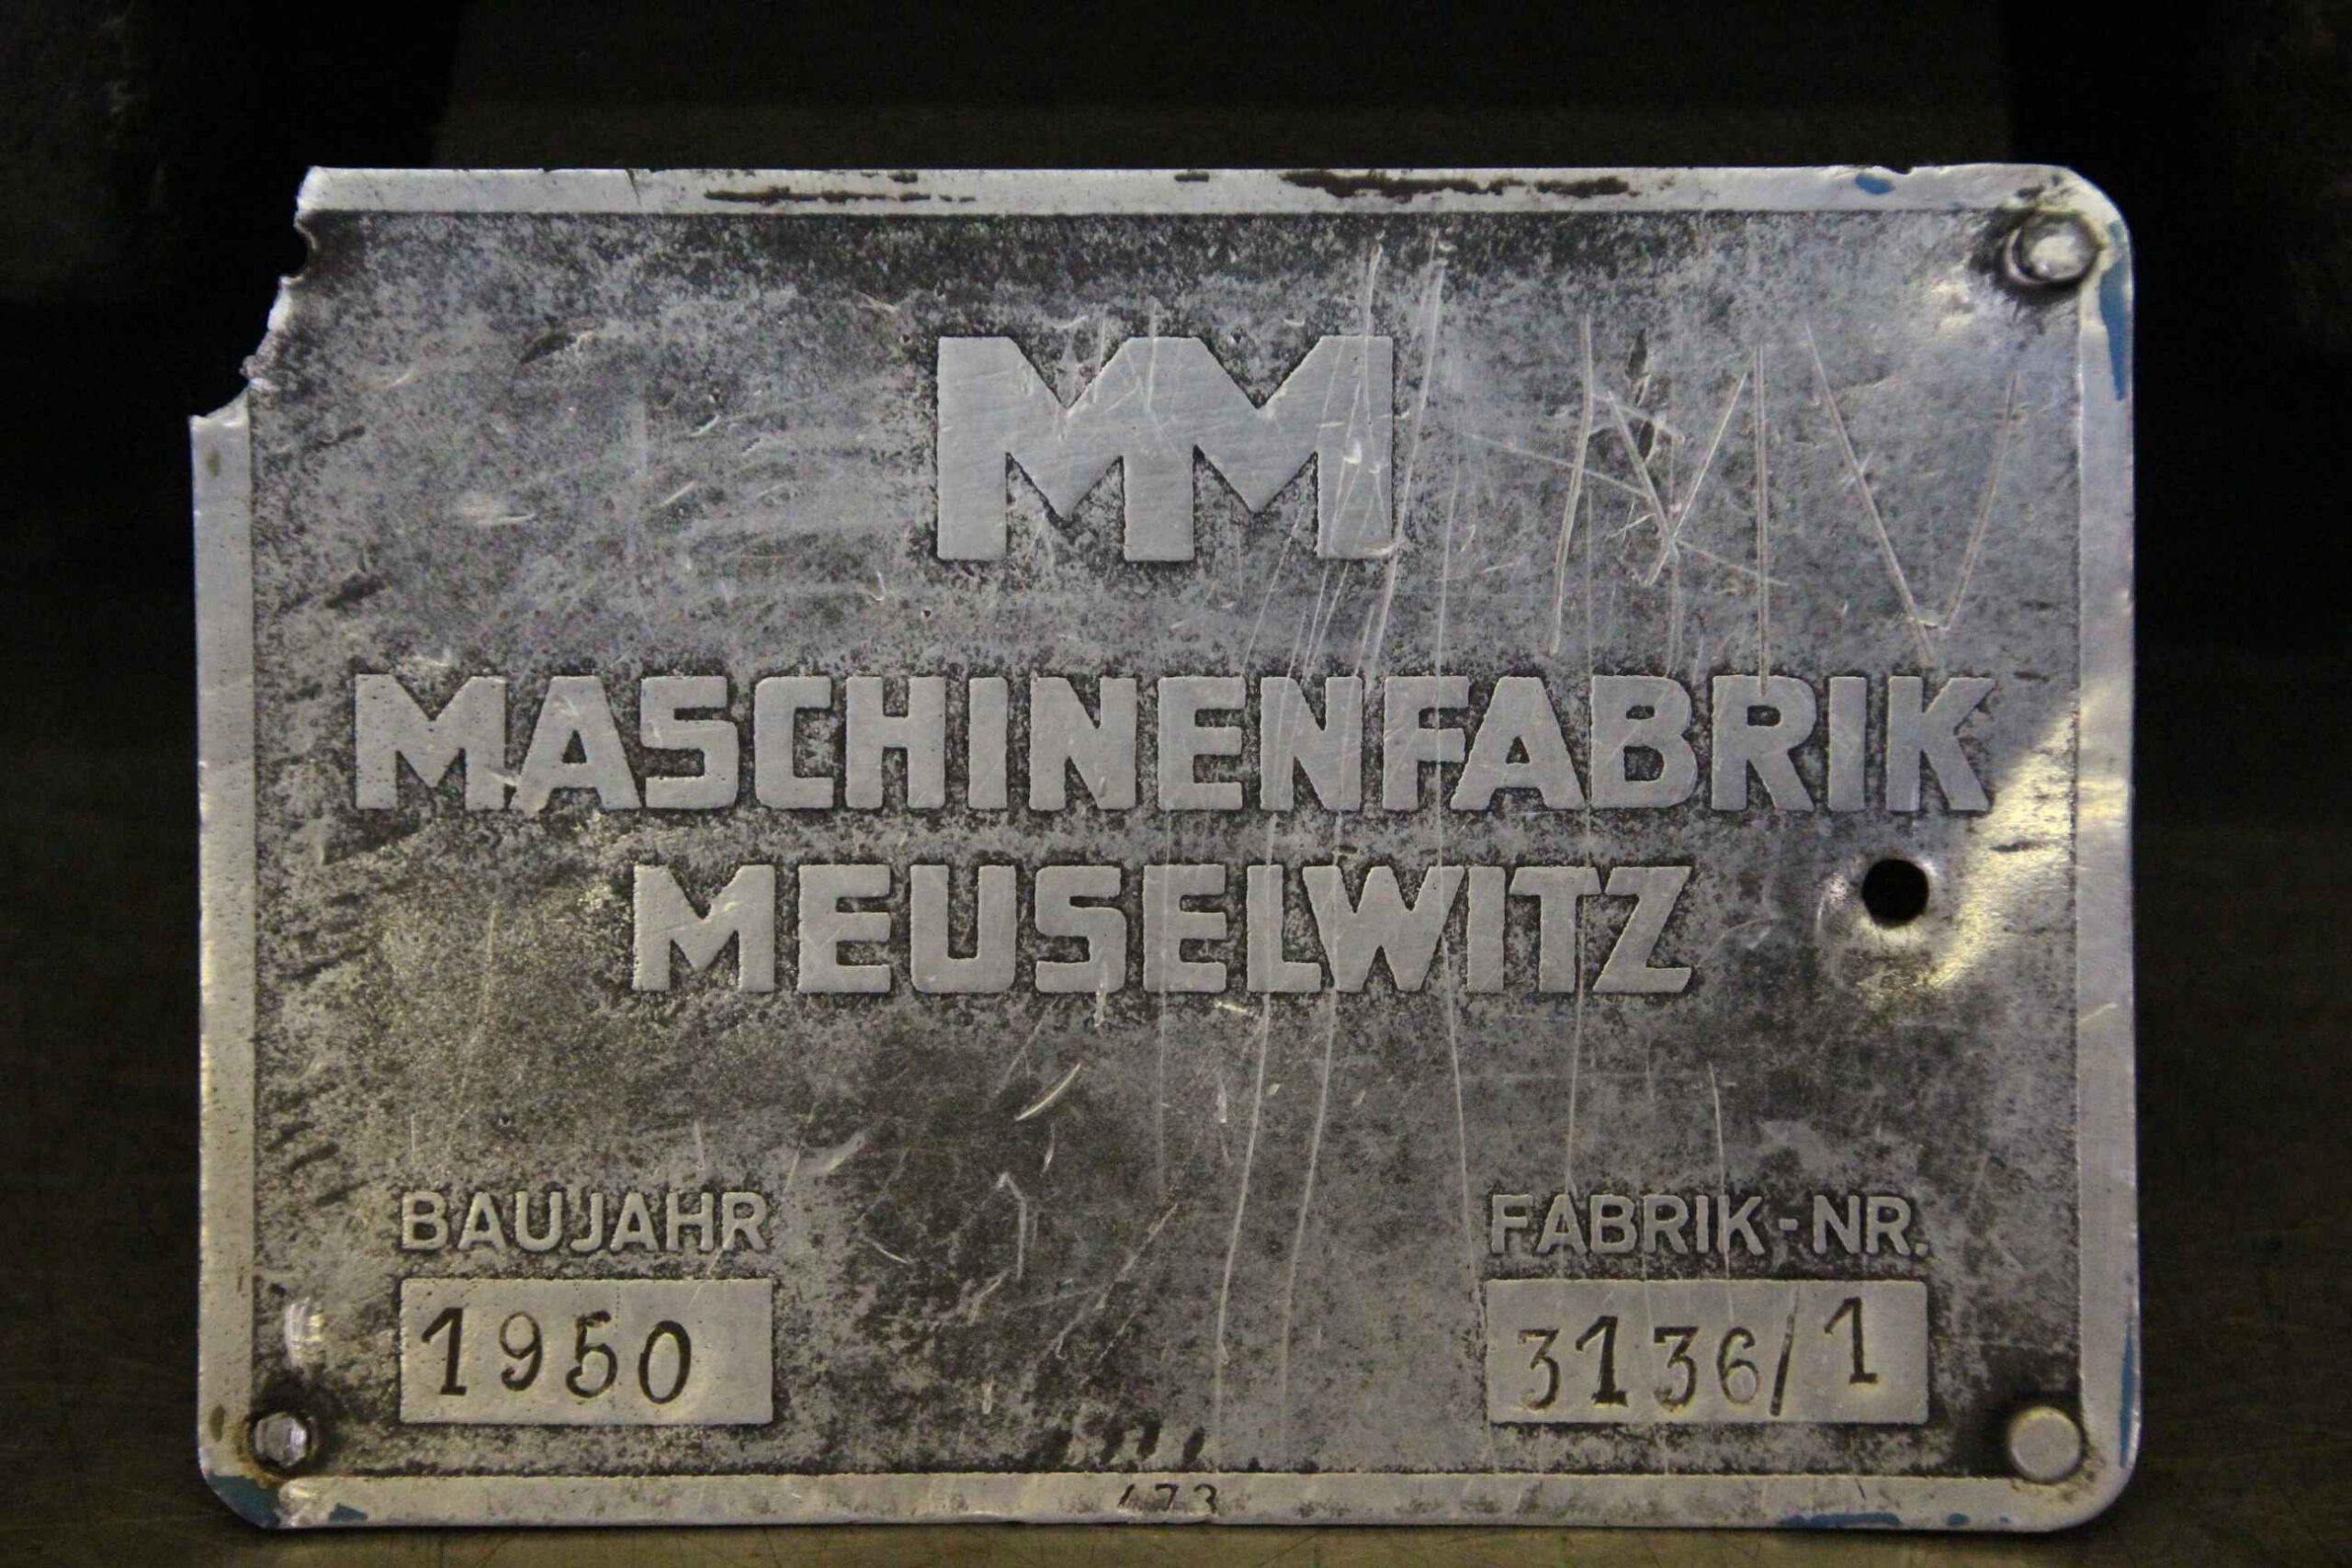 MM
MASCHINENFABRIK
MEUSELWITZ
BAUJAHR
1950
FABRIK-NR.
3136/1